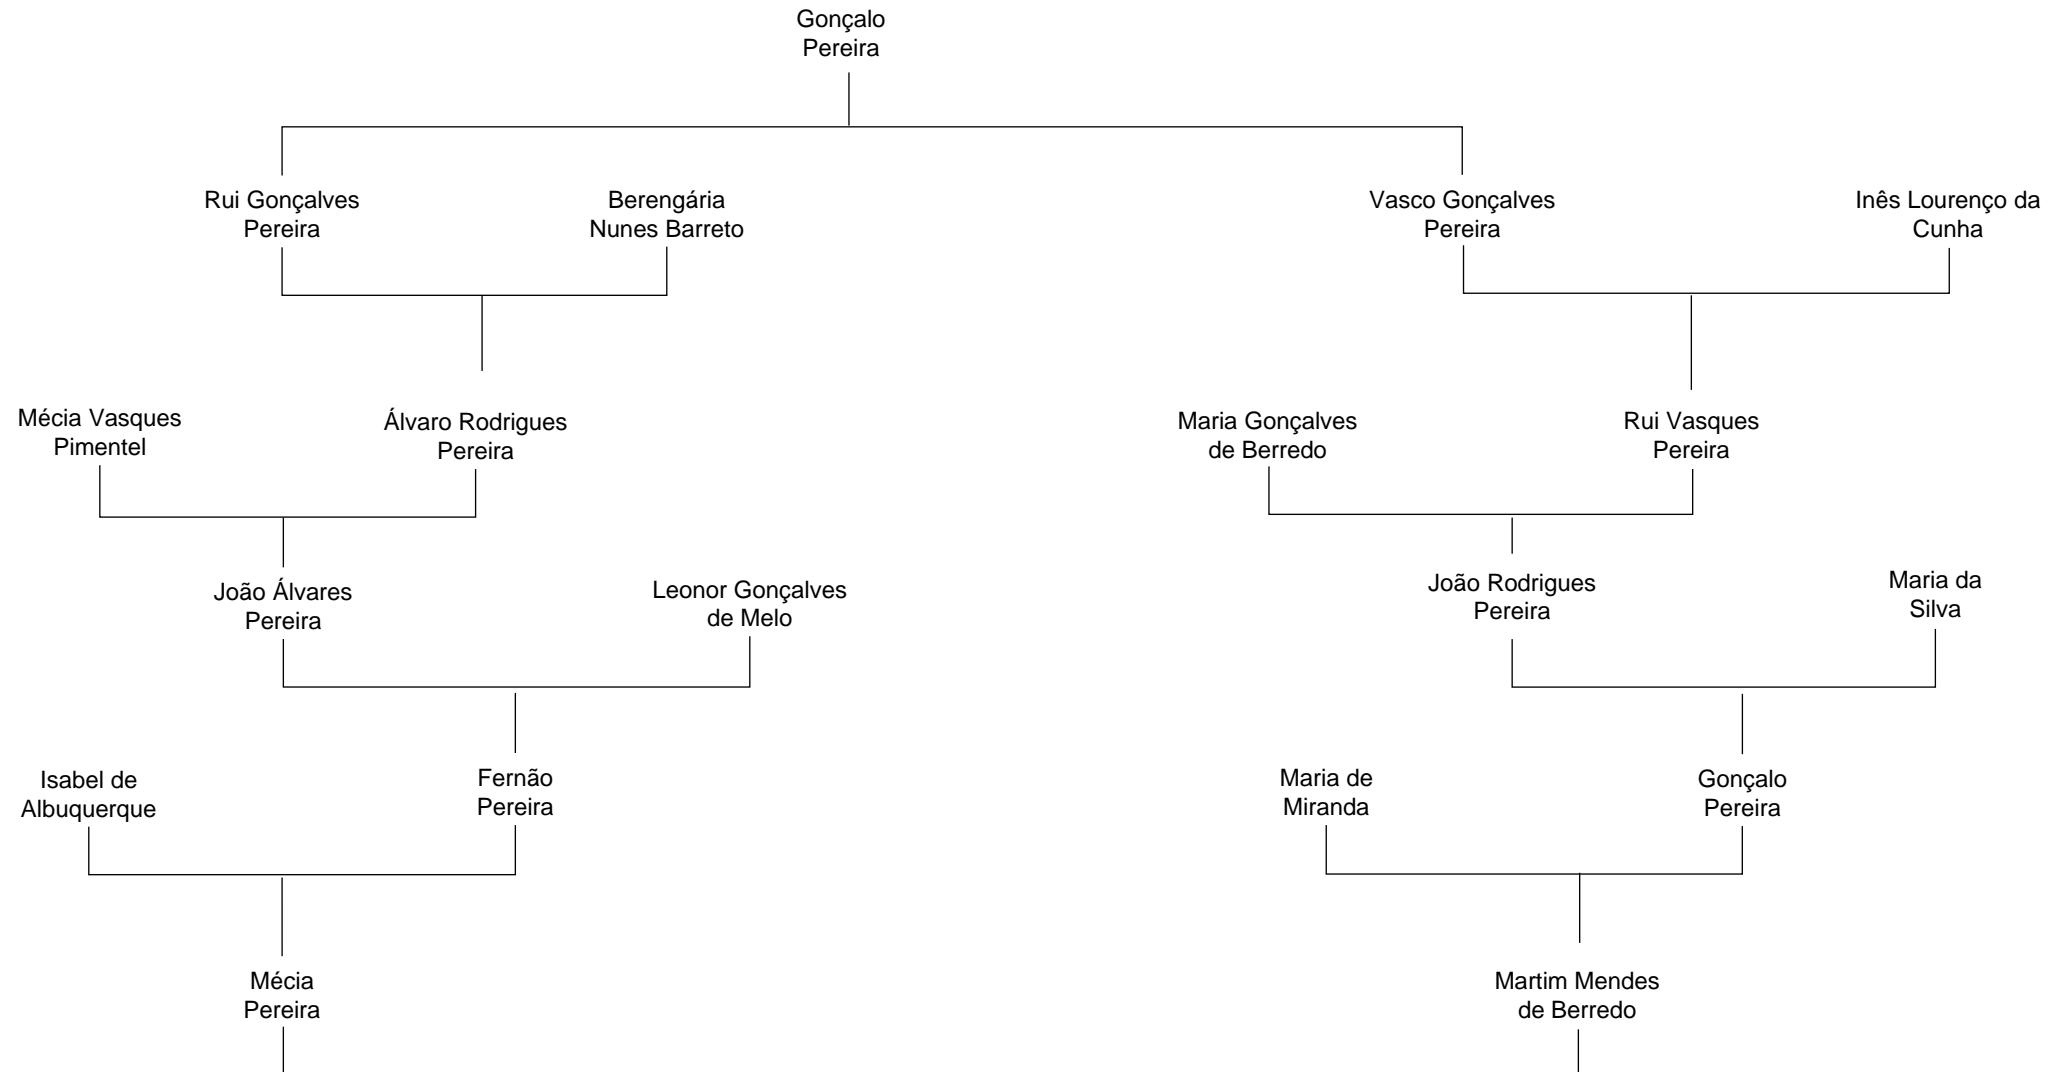 Gonçalo
Pereira
Rui Gonçalves
Pereira
Berengária
Nunes Barreto
Vasco Gonçalves
Pereira
Inês Lourenço da
Cunha
Mécia Vasques
Pimentel
Álvaro Rodrigues
Pereira
Maria Gonçalves
de Berredo
Rui Vasques
Pereira
João Álvares
Pereira
Leonor Gonçalves
de Melo
João Rodrigues
Pereira
Maria da
Silva
Isabel de
Albuquerque
Fernão
Pereira
Maria de
Miranda
Gonçalo
Pereira
Mécia
Pereira
Martim Mendes
de Berredo